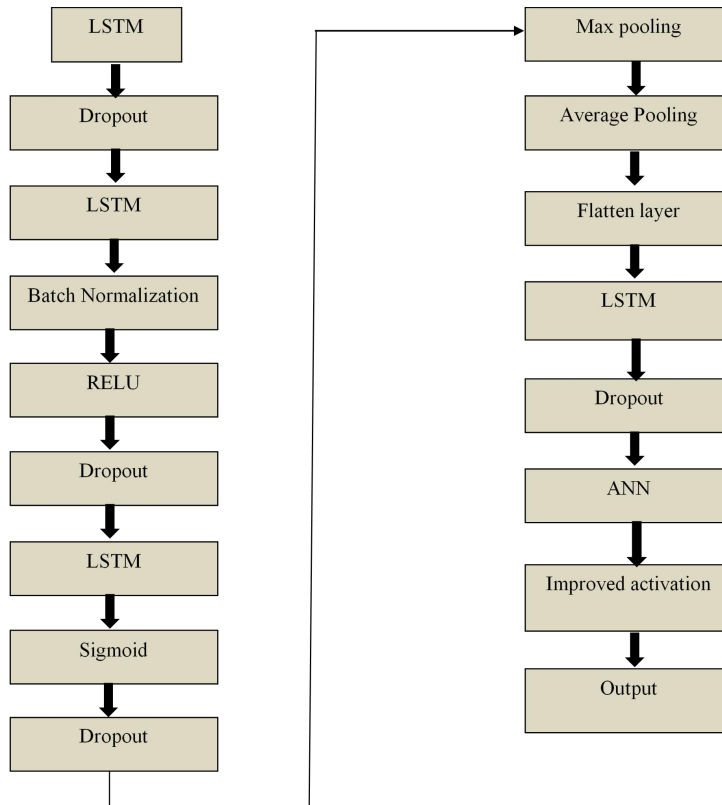 LSTM
Dropout
LSTM
Batch Normalization
RELU
Dropout
LSTM
Sigmoid
Dropout
Max pooling
Average Pooling
Flatten layer
LSTM
Dropout
ANN
Improved activation
Output